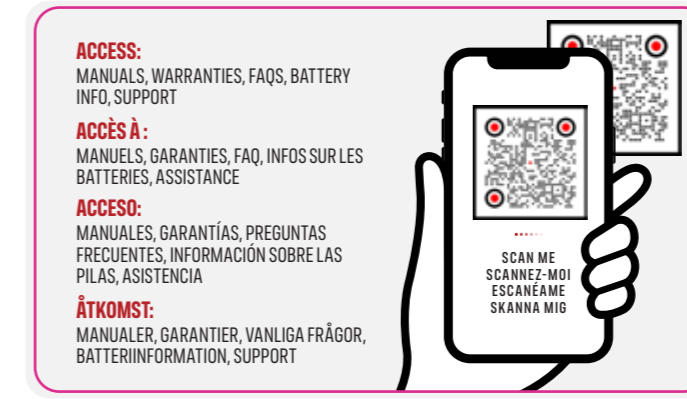 ACCESS:
MANUALS, WARRANTIES, FAQS, BATTERY
INFO, SUPPORT
ACCÈS À :
MANUELS, GARANTIES, FAQ, INFOS SUR LES
BATTERIES, ASSISTANCE
ACCESO:
MANUALES, GARANTÍAS, PREGUNTAS
FRECUENTES, INFORMACIÓN SOBRE LAS
PILAS, ASISTENCIA
ÅTKOMST:
MANUALER, GARANTIER, VANLIGA FRÅGOR,
BATTERIINFORMATION, SUPPORT
SCAN ME
SCANNEZ-MOI
ESCANÉAME
SKANNA MIG